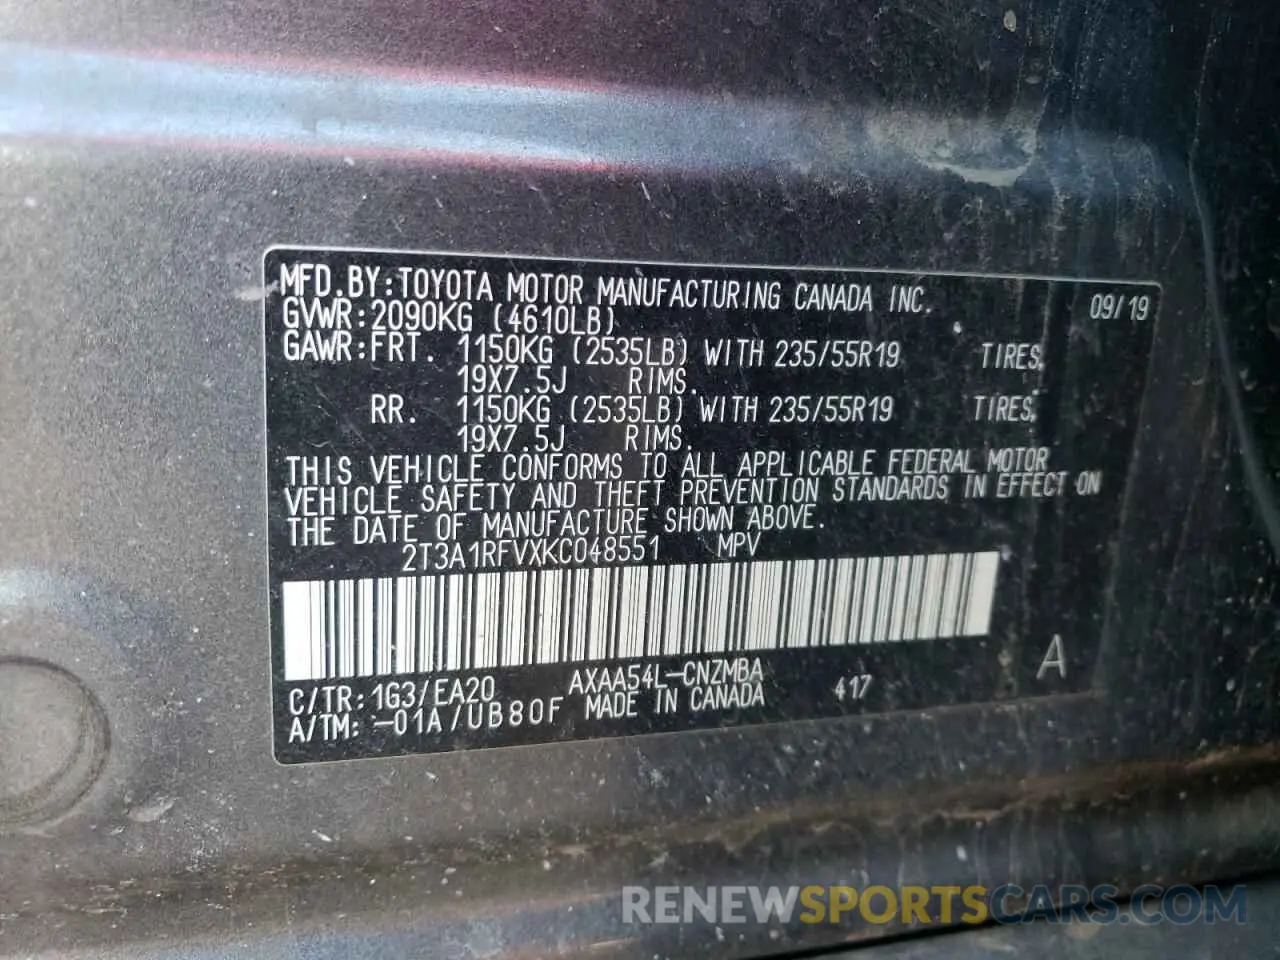 MFD.BY:TOYOTA MOTOR MANUFACTURING CANADA INC. 09/19
GVWR:2090KG (4610LB)
GAWR:FRT. 1150KG (2535LB) WITH 235/55R19 TIRES,
19X7.5J RIMS.
RR. 1150KG (2535LB) WITH 235/55R19 TIRES,
19X7.5J RIMS.
THIS VEHICLE CONFORMS TO ALL APPLICABLE FEDERAL MOTOR
VEHICLE SAFETY AND THEFT PREVENTION STANDARDS IN EFFECT ON
THE DATE OF MANUFACTURE SHOWN ABOVE.
2T3A1RFVXKC048551 MPV
C/TR:1G3/EA20 AXAA54L-CNZMBA 417 A
A/TM:-01A/UB80F MADE IN CANADA
RENEWSPORTSCARS.COM